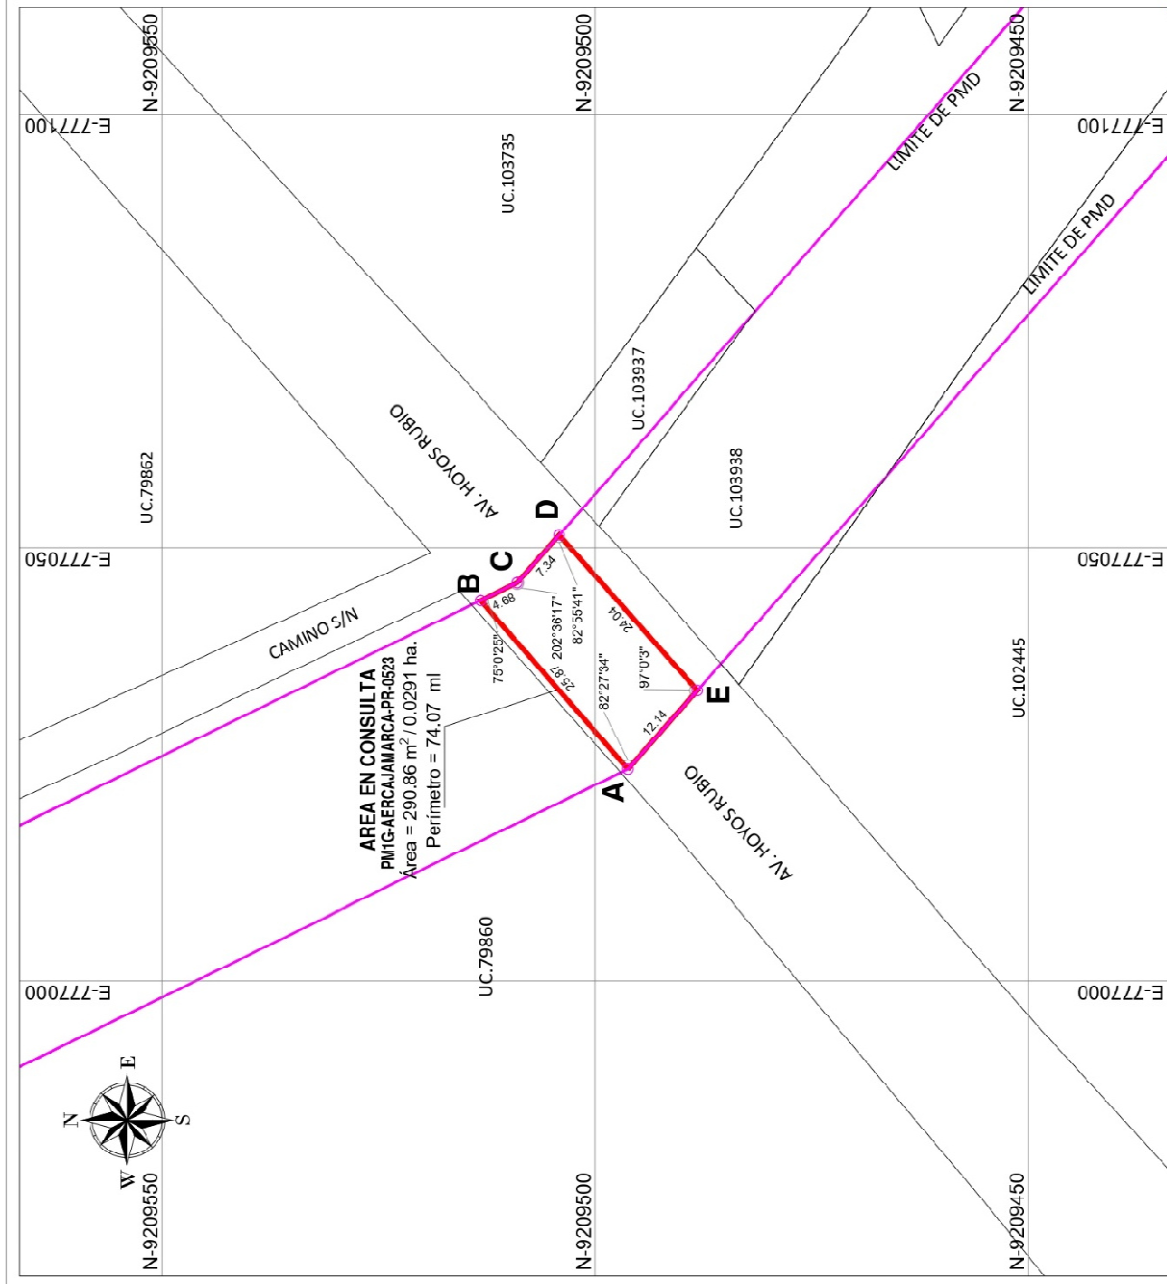 E-777000
E-777050
E-777100
N
W
E
S
N-9209550
N-9209550
UC.79862
CAMINO S/N
AREA EN CONSULTA
PM1G-AERCAJAMARCA-PR-0523
Área = 290.86 m² / 0.0291 ha.
Perímetro = 74.07 ml
AV. HOYOS RUBIO
UC.103735
UC.79860
B
C
D
A
E
4.68
7.34
75°0'25"
202°36'17"
82°55'41"
25.87
82°27'34"
24.04
97°0'3"
12.14
N-9209500
N-9209500
UC.103937
UC.103938
AV. HOYOS RUBIO
LIMITE DE PMD
LIMITE DE PMD
UC.102445
N-9209450
N-9209450
E-777000
E-777050
E-777100